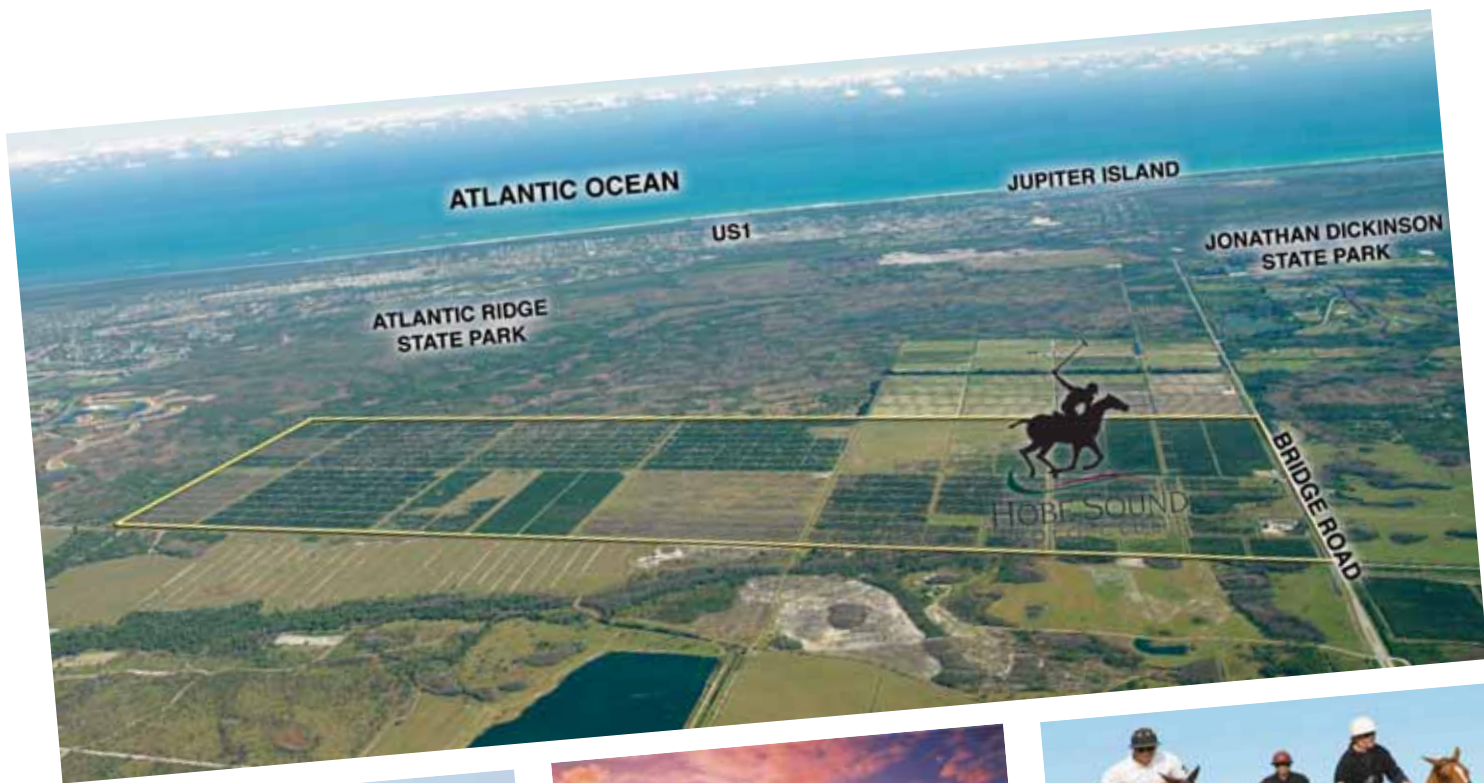 ATLANTIC OCEAN
JUPITER ISLAND
US1
JONATHAN DICKINSON
STATE PARK
ATLANTIC RIDGE
STATE PARK
BRIDGE ROAD
HOBE SOUND